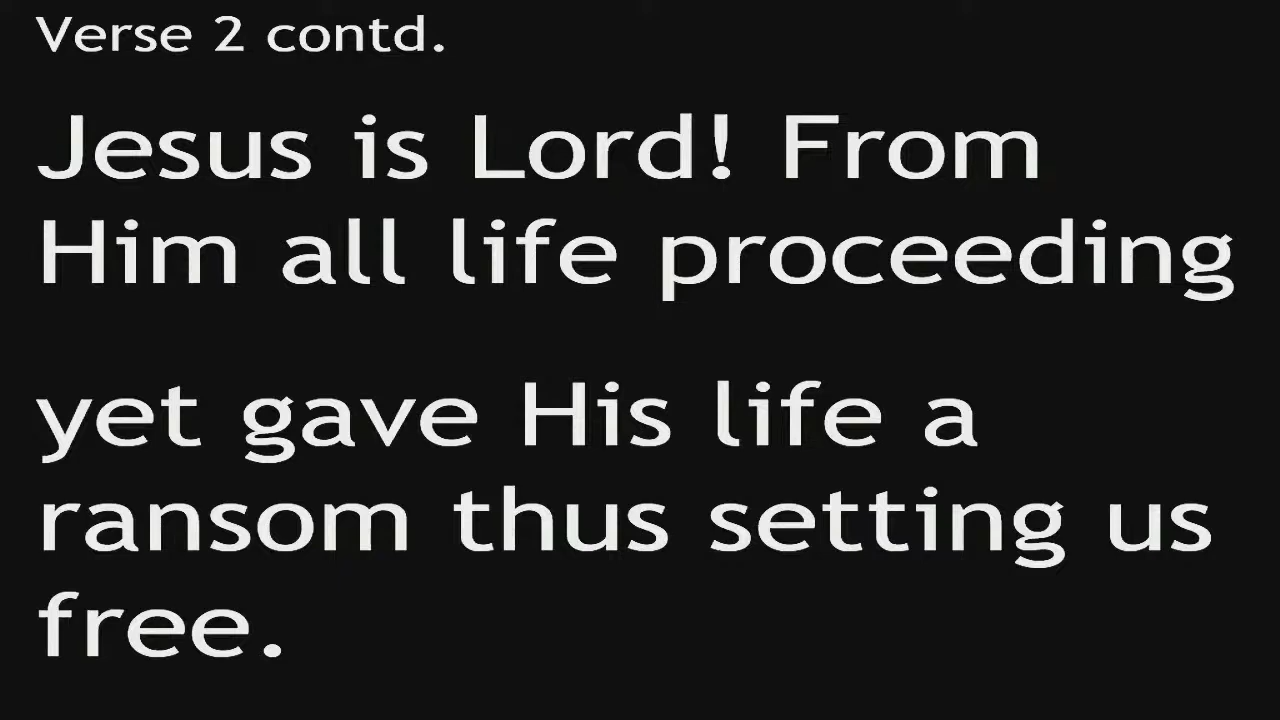 Verse 2 contd.
Jesus is Lord! From
Him all life proceeding
yet gave His life a
ransom thus setting us
free.